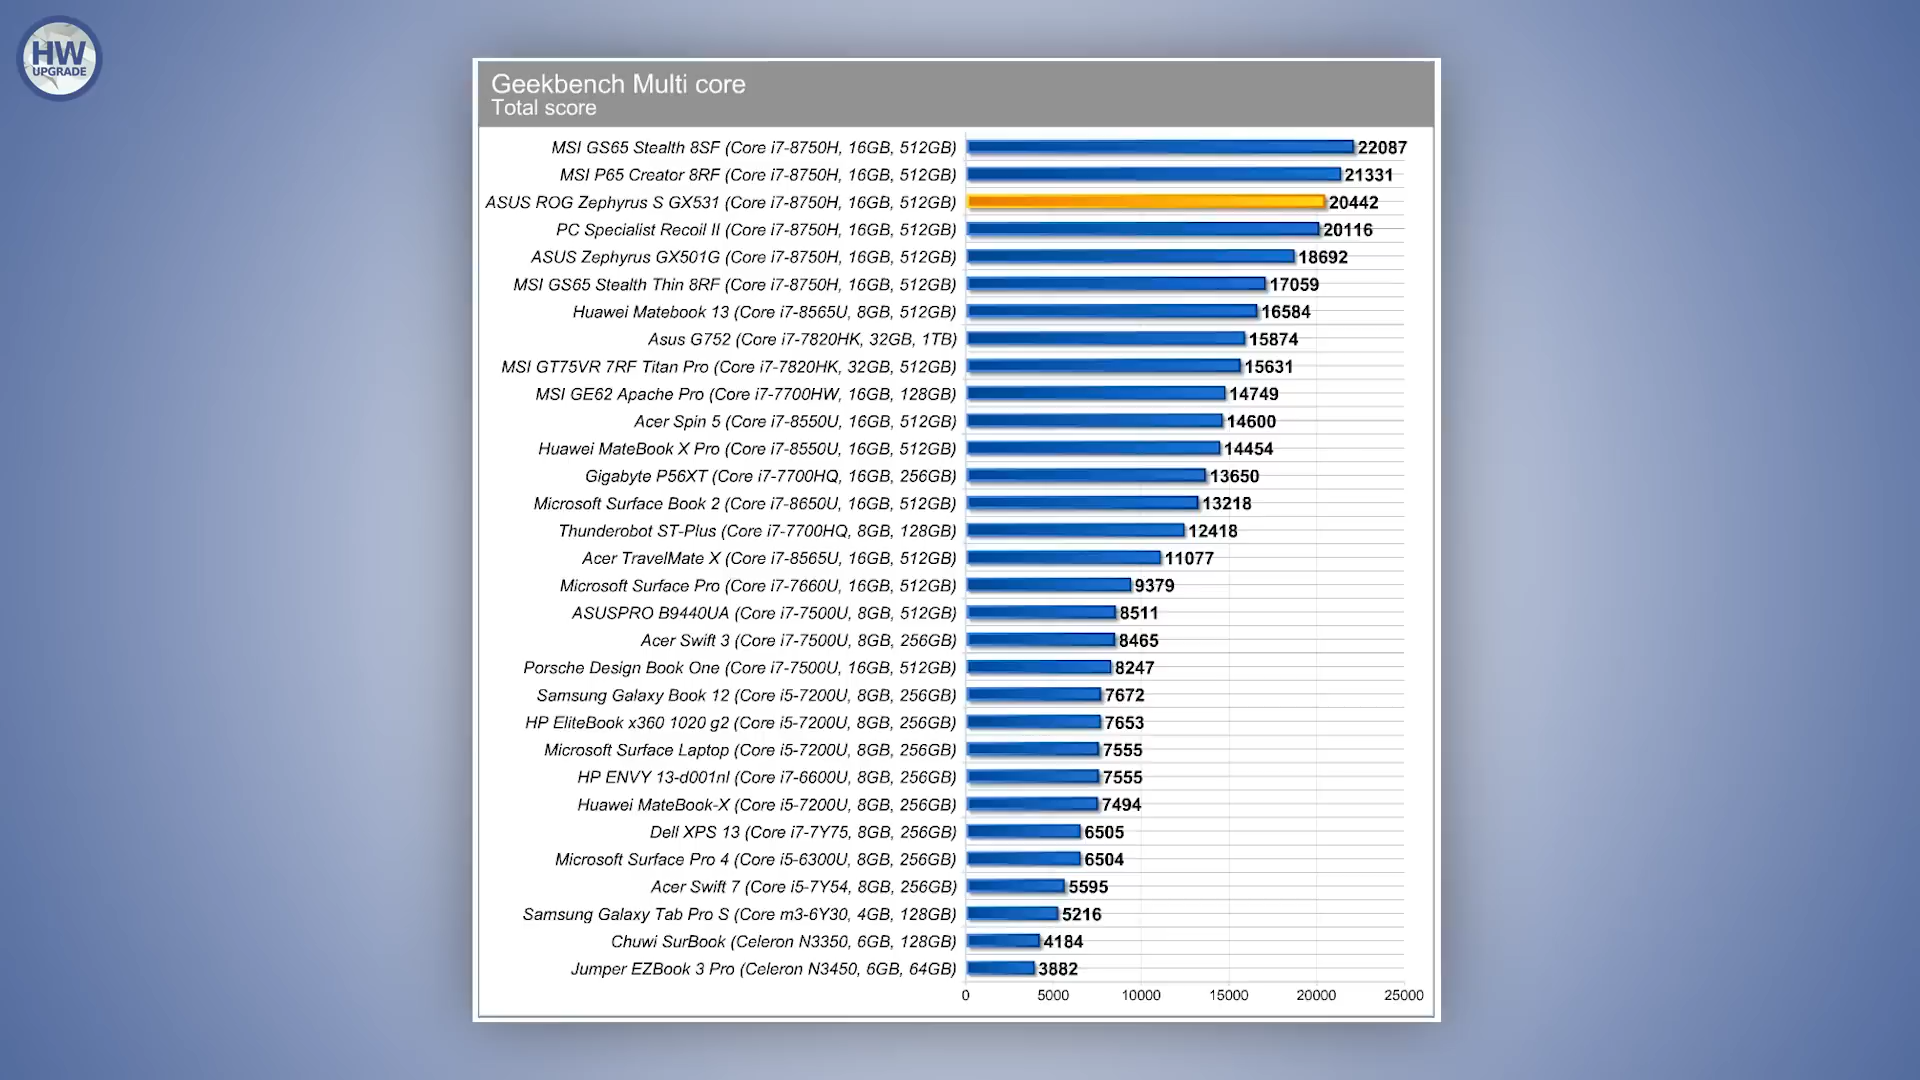 HW
UPGRADE
Geekbench Multi core
Total score
MSI GS65 Stealth 8SF (Core i7-8750H, 16GB, 512GB) 22087
MSI P65 Creator 8RF (Core i7-8750H, 16GB, 512GB) 21331
ASUS ROG Zephyrus S GX531 (Core i7-8750H, 16GB, 512GB) 20442
PC Specialist Recoil II (Core i7-8750H, 16GB, 512GB) 20116
ASUS Zephyrus GX501G (Core i7-8750H, 16GB, 512GB) 18692
MSI GS65 Stealth Thin 8RF (Core i7-8750H, 16GB, 512GB) 17059
Huawei Matebook 13 (Core i7-8565U, 8GB, 512GB) 16584
Asus G752 (Core i7-7820HK, 32GB, 1TB) 15874
MSI GT75VR 7RF Titan Pro (Core i7-7820HK, 32GB, 512GB) 15631
MSI GE62 Apache Pro (Core i7-7700HW, 16GB, 128GB) 14749
Acer Spin 5 (Core i7-8550U, 16GB, 512GB) 14600
Huawei MateBook X Pro (Core i7-8550U, 16GB, 512GB) 14454
Gigabyte P56XT (Core i7-7700HQ, 16GB, 256GB) 13650
Microsoft Surface Book 2 (Core i7-8650U, 16GB, 512GB) 13218
Thunderobot ST-Plus (Core i7-7700HQ, 8GB, 128GB) 12418
Acer TravelMate X (Core i7-8565U, 16GB, 512GB) 11077
Microsoft Surface Pro (Core i7-7660U, 16GB, 512GB) 9379
ASUSPRO B9440UA (Core i7-7500U, 8GB, 512GB) 8511
Acer Swift 3 (Core i7-7500U, 8GB, 256GB) 8465
Porsche Design Book One (Core i7-7500U, 16GB, 512GB) 8247
Samsung Galaxy Book 12 (Core i5-7200U, 8GB, 256GB) 7672
HP EliteBook x360 1020 g2 (Core i5-7200U, 8GB, 256GB) 7653
Microsoft Surface Laptop (Core i5-7200U, 8GB, 256GB) 7555
HP ENVY 13-d001nl (Core i7-6600U, 8GB, 256GB) 7555
Huawei MateBook-X (Core i5-7200U, 8GB, 256GB) 7494
Dell XPS 13 (Core i7-7Y75, 8GB, 256GB) 6505
Microsoft Surface Pro 4 (Core i5-6300U, 8GB, 256GB) 6504
Acer Swift 7 (Core i5-7Y54, 8GB, 256GB) 5595
Samsung Galaxy Tab Pro S (Core m3-6Y30, 4GB, 128GB) 5216
Chuwi SurBook (Celeron N3350, 6GB, 128GB) 4184
Jumper EZBook 3 Pro (Celeron N3450, 6GB, 64GB) 3882
0 5000 10000 15000 20000 25000